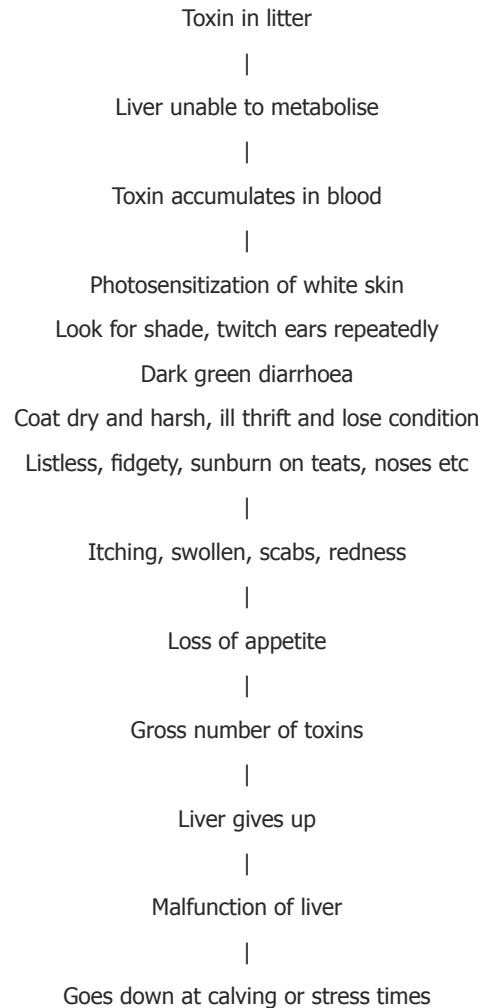 Toxin in litter
|
Liver unable to metabolise
|
Toxin accumulates in blood
|
Photosensitization of white skin
Look for shade, twitch ears repeatedly
Dark green diarrhoea
Coat dry and harsh, ill thrift and lose condition
Listless, fidgety, sunburn on teats, noses etc
|
Itching, swollen, scabs, redness
|
Loss of appetite
|
Gross number of toxins
|
Liver gives up
|
Malfunction of liver
|
Goes down at calving or stress times